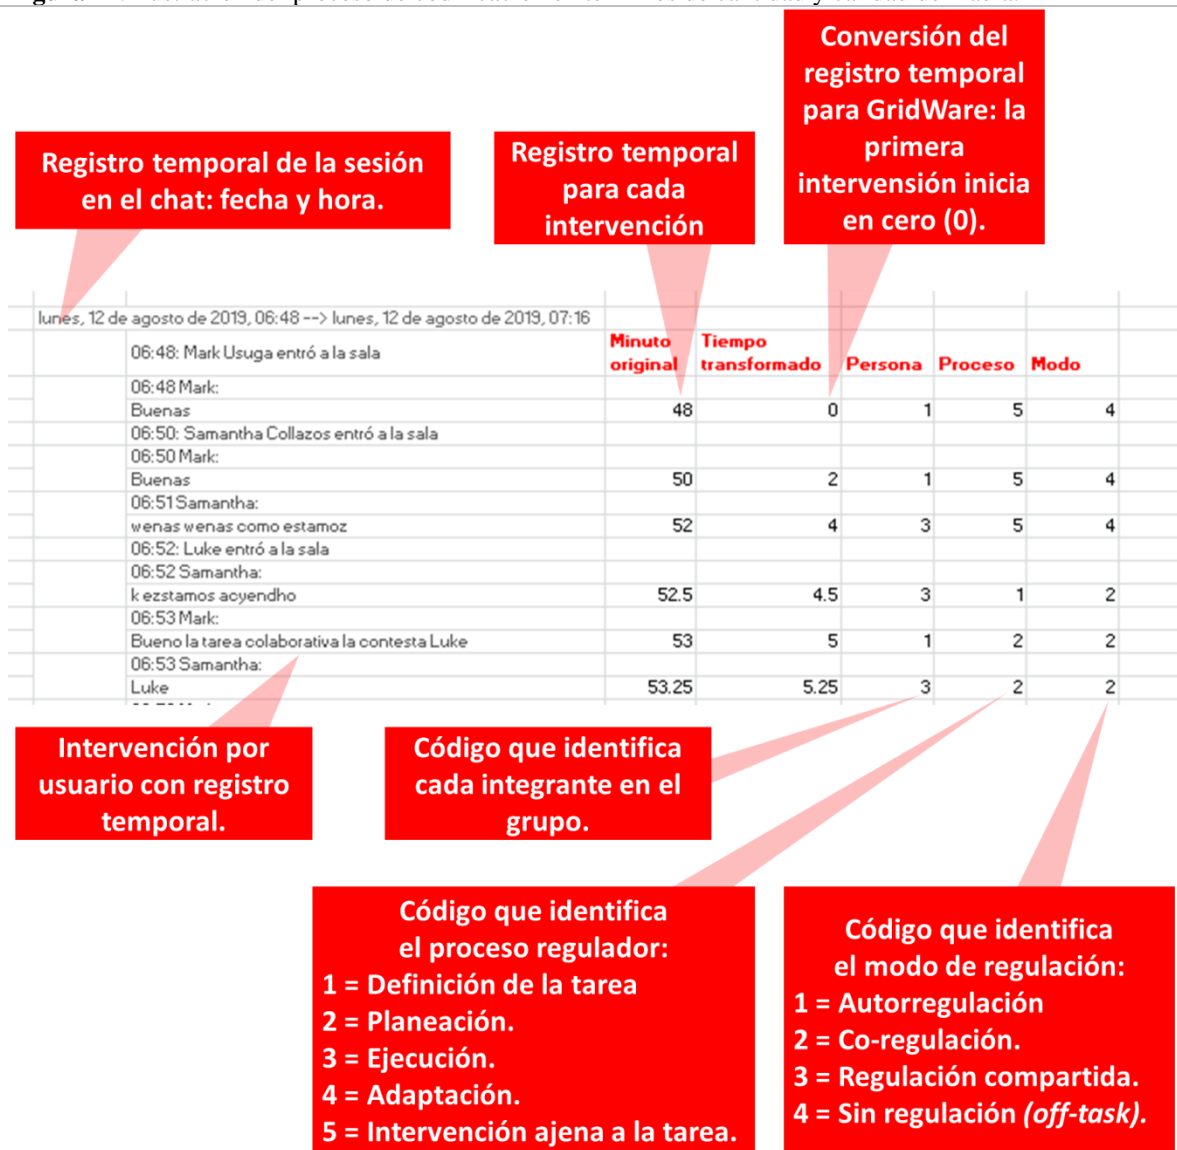 Conversión del
registro temporal
para GridWare: la
primera
intervensión inicia
en cero (0).
Registro temporal de la sesión
en el chat: fecha y hora.
Registro temporal
para cada
intervención
lunes, 12 de agosto de 2019, 06:48 --> lunes, 12 de agosto de 2019, 07:16
06:48: Mark Usuga entró a la sala Minuto original Tiempo transformado Persona Proceso Modo
06:48 Mark:
Buenas 48 0 1 5 4
06:50: Samantha Collazos entró a la sala
06:50 Mark:
Buenas 50 2 1 5 4
06:51 Samantha:
wenas wenas como estamoz 52 4 3 5 4
06:52: Luke entró a la sala
06:52 Samantha:
k ezstamos acyendho 52.5 4.5 3 1 2
06:53 Mark:
Bueno la tarea colaborativa la contesta Luke 53 5 1 2 2
06:53 Samantha:
Luke 53.25 5.25 3 2 2
Intervención por
usuario con registro
temporal.
Código que identifica
cada integrante en el
grupo.
Código que identifica
el proceso regulador:
1 = Definición de la tarea
2 = Planeación.
3 = Ejecución.
4 = Adaptación.
5 = Intervención ajena a la tarea.
Código que identifica
el modo de regulación:
1 = Autorregulación
2 = Co-regulación.
3 = Regulación compartida.
4 = Sin regulación (off-task).